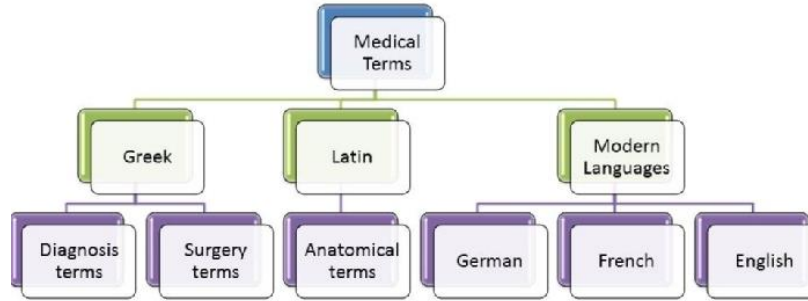 Medical
Terms
Greek
Latin
Modern
Languages
Diagnosis
terms
Surgery
terms
Anatomical
terms
German
French
English